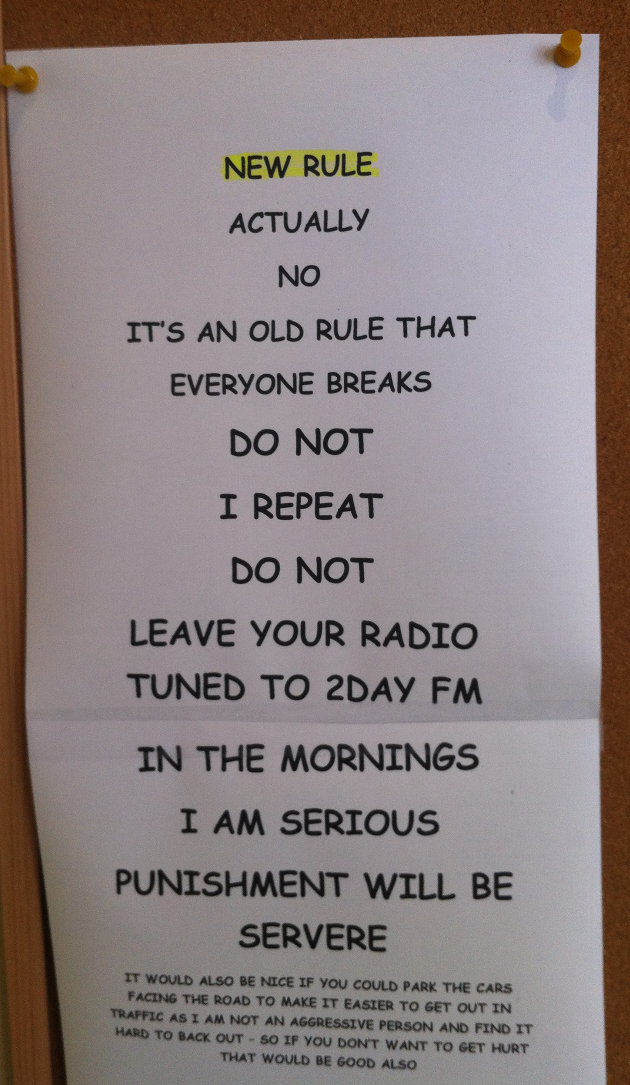 NEW RULE
ACTUALLY
NO
IT'S AN OLD RULE THAT
EVERYONE BREAKS
DO NOT
I REPEAT
DO NOT
LEAVE YOUR RADIO
TUNED TO 2DAY FM
IN THE MORNINGS
I AM SERIOUS
PUNISHMENT WILL BE
SERVERE
IT WOULD ALSO BE NICE IF YOU COULD PARK THE CARS
FACING THE ROAD TO MAKE IT EASIER TO GET OUT IN
TRAFFIC AS I AM NOT AN AGGRESSIVE PERSON AND FIND IT
HARD TO BACK OUT - SO IF YOU DON'T WANT TO GET HURT
THAT WOULD BE GOOD ALSO